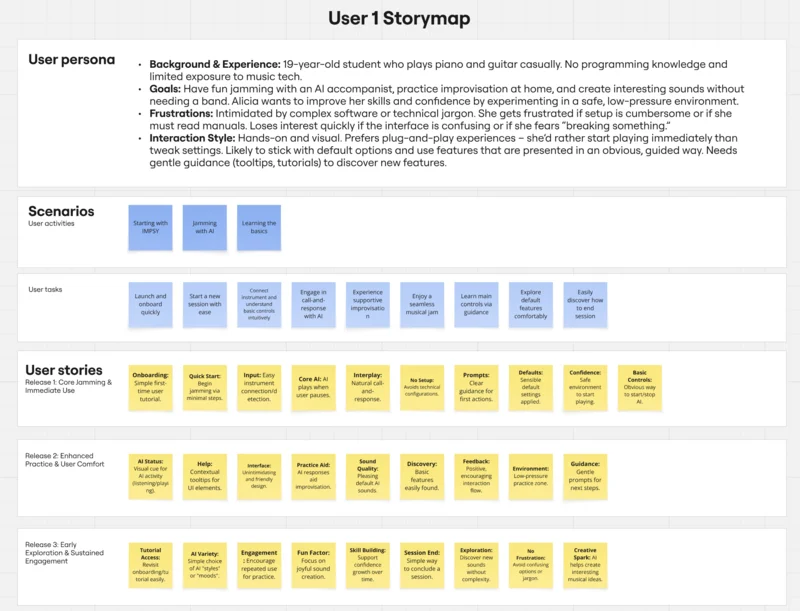 User 1 Storymap
User persona
• Background & Experience: 19-year-old student who plays piano and guitar casually. No programming knowledge and
limited exposure to music tech.
• Goals: Have fun jamming with an AI accompanist, practice improvisation at home, and create interesting sounds without
needing a band. Alicia wants to improve her skills and confidence by experimenting in a safe, low-pressure environment.
• Frustrations: Intimidated by complex software or technical jargon. She gets frustrated if setup is cumbersome or if she
must read manuals. Loses interest quickly if the interface is confusing or if she fears “breaking something.”
• Interaction Style: Hands-on and visual. Prefers plug-and-play experiences – she’d rather start playing immediately than
tweak settings. Likely to stick with default options and use features that are presented in an obvious, guided way. Needs
gentle guidance (tooltips, tutorials) to discover new features.
Scenarios
User activities
Starting with
IMPSY
Jamming
with AI
Learning the
basics
User tasks
Launch and
onboard
quickly
Start a new
session with
ease
Connect
instrument and
understand
basic controls
intuitively
Engage in
call-and-
response with
AI
Experience
supportive
improvisatio
n
Enjoy a
seamless
musical jam
Learn main
controls via
guidance
Explore
default
features
comfortably
Easily
discover how
to end
session
User stories
Release 1: Core Jamming &
Immediate Use
Onboarding:
Simple first-
time user
tutorial.
Quick Start:
Begin
jamming via
minimal steps.
Input: Easy
instrument
connection/d
etection.
Core AI: AI
plays when
user pauses.
Interplay:
Natural call-
and-
response.
No Setup:
Avoids technical
configurations.
Prompts:
Clear
guidance for
first actions.
Defaults:
Sensible
default
settings
applied.
Confidence:
Safe
environment
to start
playing.
Basic
Controls:
Obvious way
to start/stop
AI.
Release 2: Enhanced
Practice & User Comfort
AI Status:
Visual cue for
AI activity
(listening/playi
ng).
Help:
Contextual
tooltips for
UI elements.
Interface:
Unintimidating
and friendly
design.
Practice Aid:
AI responses
aid
improvisation.
Sound
Quality:
Pleasing
default AI
sounds.
Discovery:
Basic
features
easily found.
Feedback:
Positive,
encouraging
interaction
flow.
Environment:
Low-pressure
practice zone.
Guidance:
Gentle
prompts for
next steps.
Release 3: Early
Exploration & Sustained
Engagement
Tutorial
Access:
Revisit
onboarding/tu
torial easily.
AI Variety:
Simple choice
of AI "styles"
or "moods".
Engagement
: Encourage
repeated use
for practice.
Fun Factor:
Focus on
joyful sound
creation.
Skill Building:
Support
confidence
growth over
time.
Session End:
Simple way
to conclude a
session.
Exploration:
Discover new
sounds
without
complexity.
No
Frustration:
Avoid confusing
options or
jargon.
Creative
Spark: AI
helps create
interesting
musical ideas.